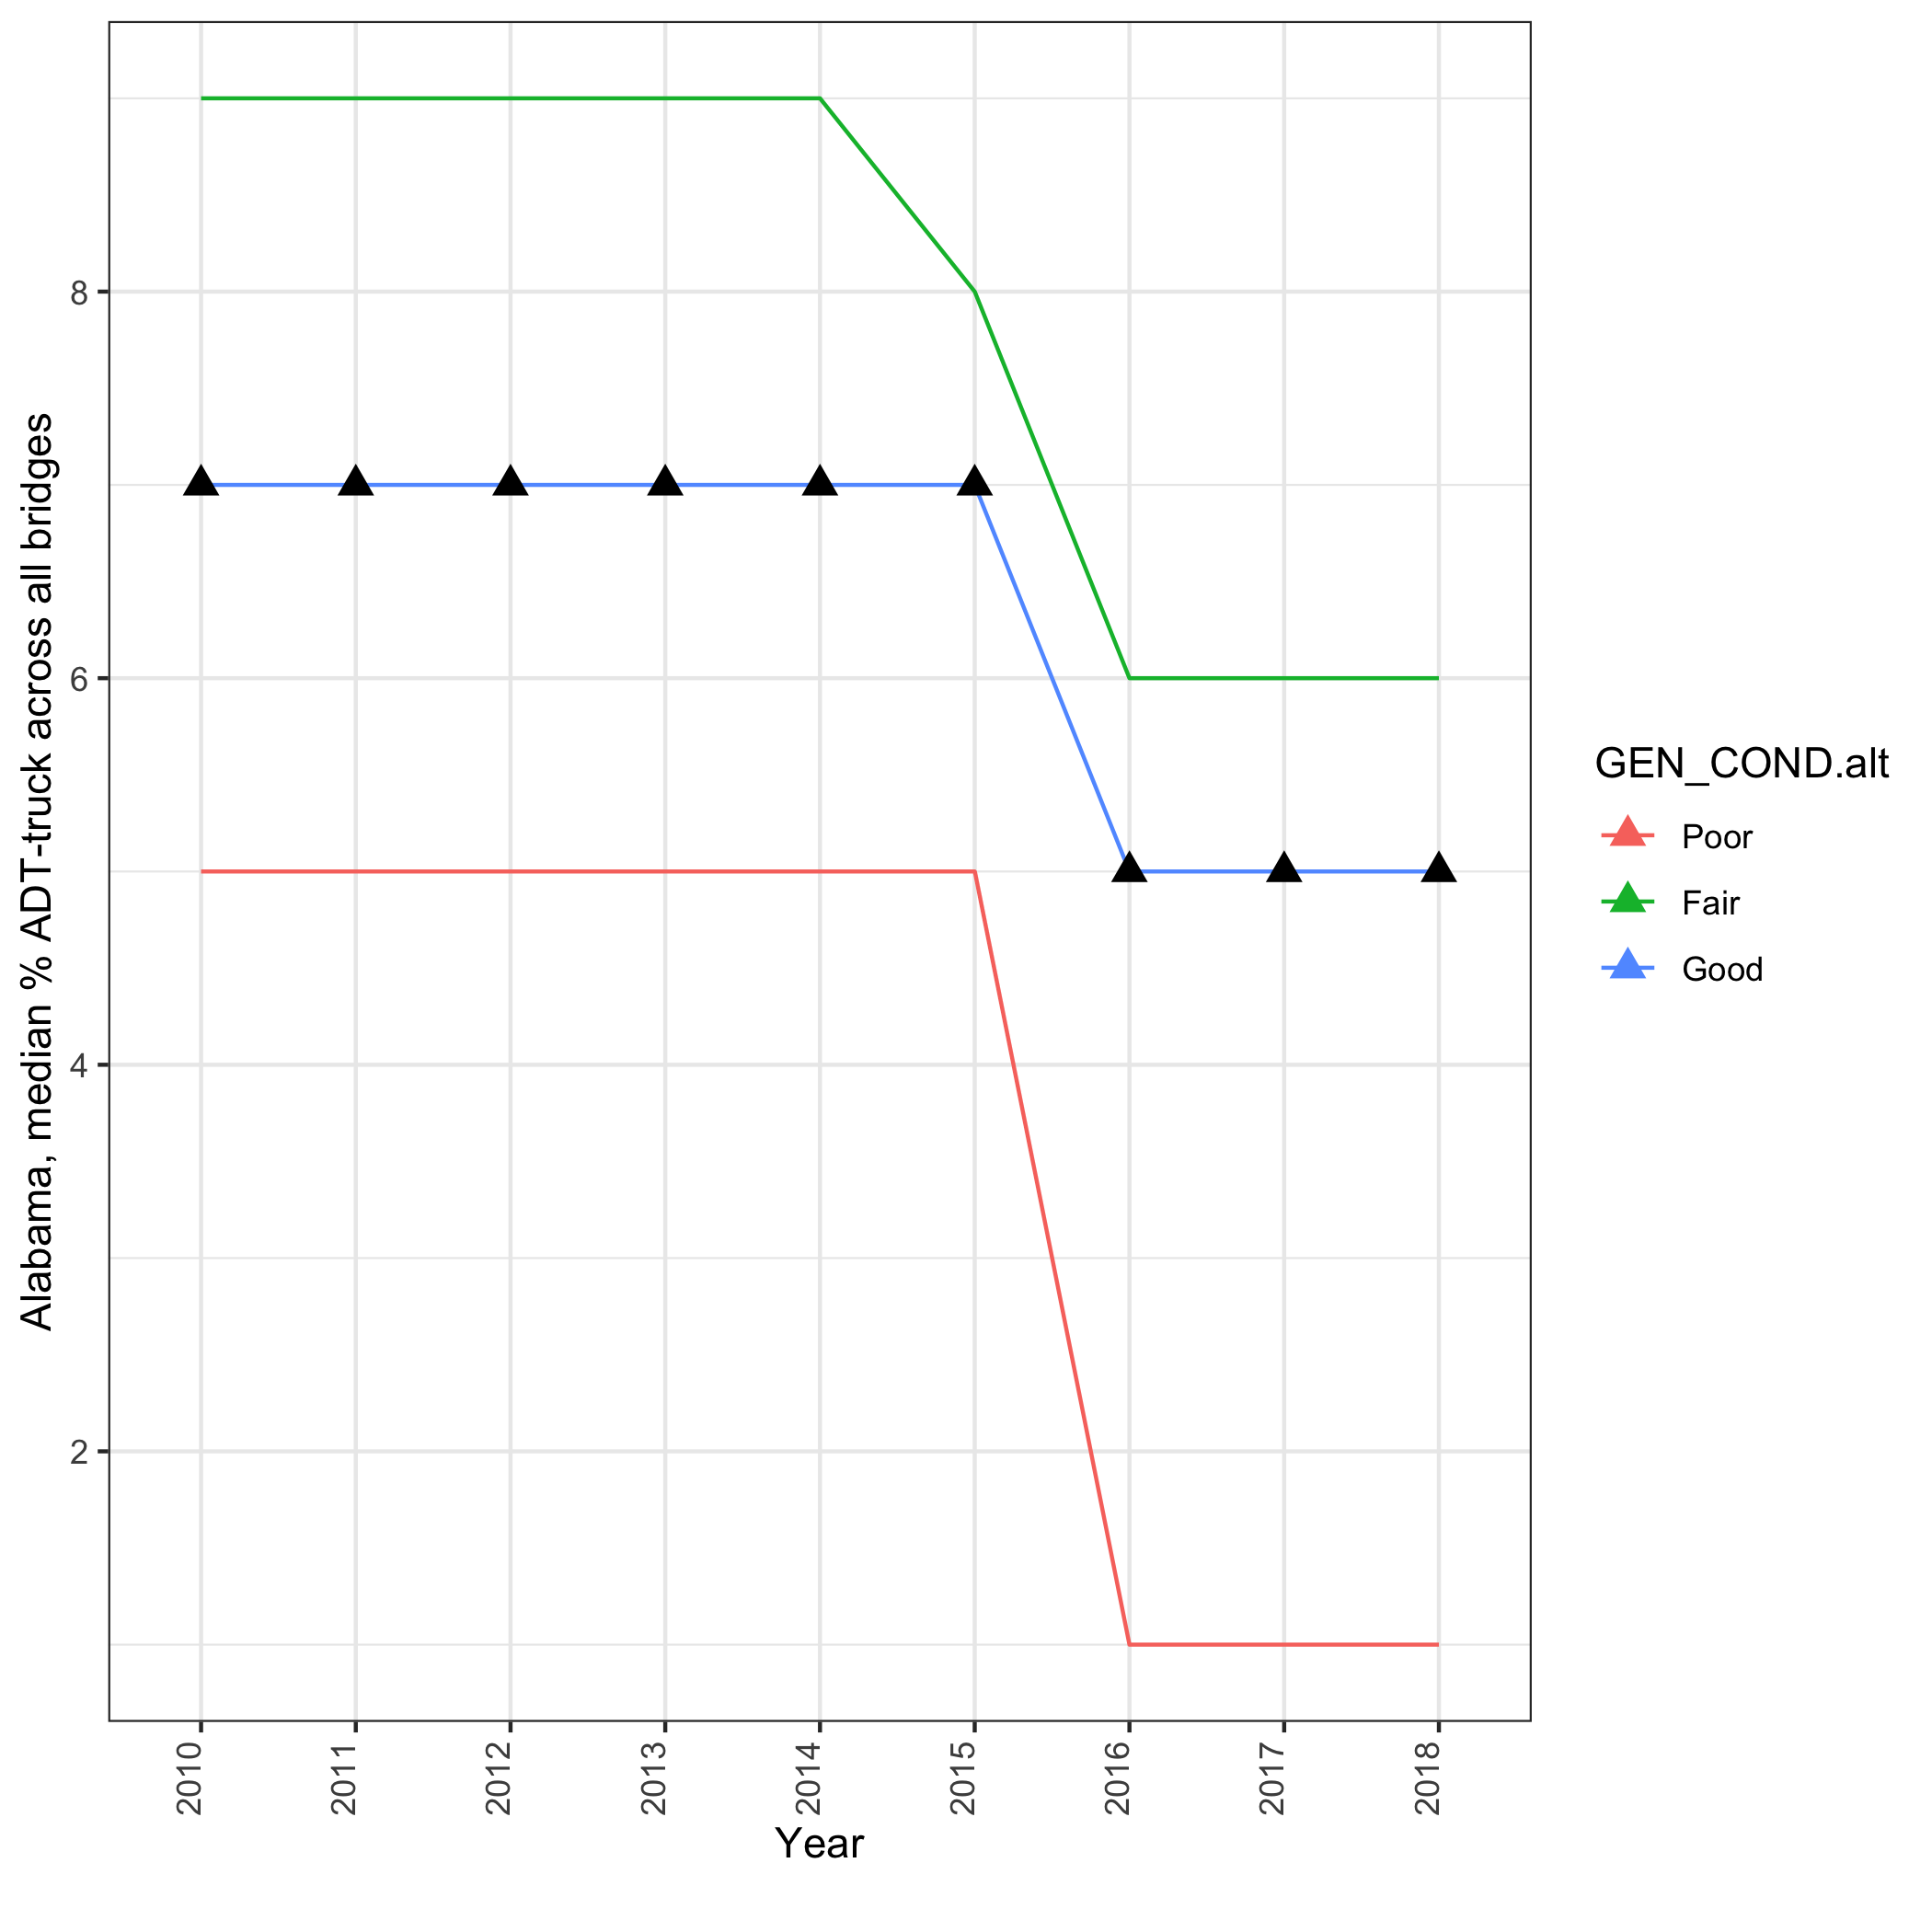 Alabama, median % ADT-truck across all bridges
8
6
4
2
2010
2011
2012
2013
2014
2015
2016
2017
2018
Year
GEN_COND.alt
Poor
Fair
Good